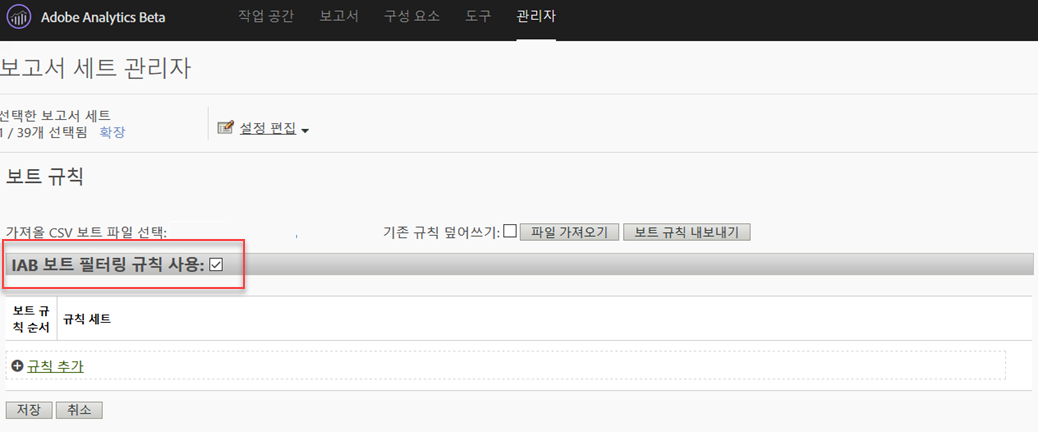 Adobe Analytics Beta 작업 공간 보고서 구성 요소 도구 관리자
보고서 세트 관리자
선택한 보고서 세트
1 / 39개 선택됨 확장
설정 편집
보트 규칙
가져올 CSV 보트 파일 선택: , 기존 규칙 덮어쓰기: 파일 가져오기 보트 규칙 내보내기
IAB 보트 필터링 규칙 사용:
보트 규
칙 순서
규칙 세트
규칙 추가
저장 취소